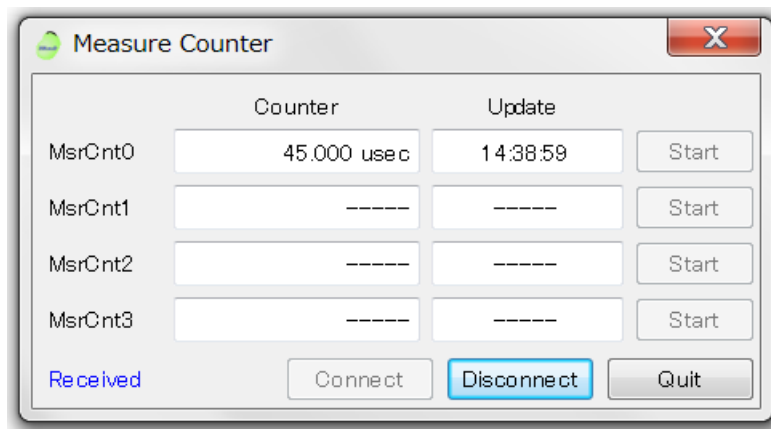 Measure Counter
Counter Update
MsrCnt0 45.000 usec 14:38:59 Start
MsrCnt1 ----- ----- Start
MsrCnt2 ----- ----- Start
MsrCnt3 ----- ----- Start
Received Connect Disconnect Quit